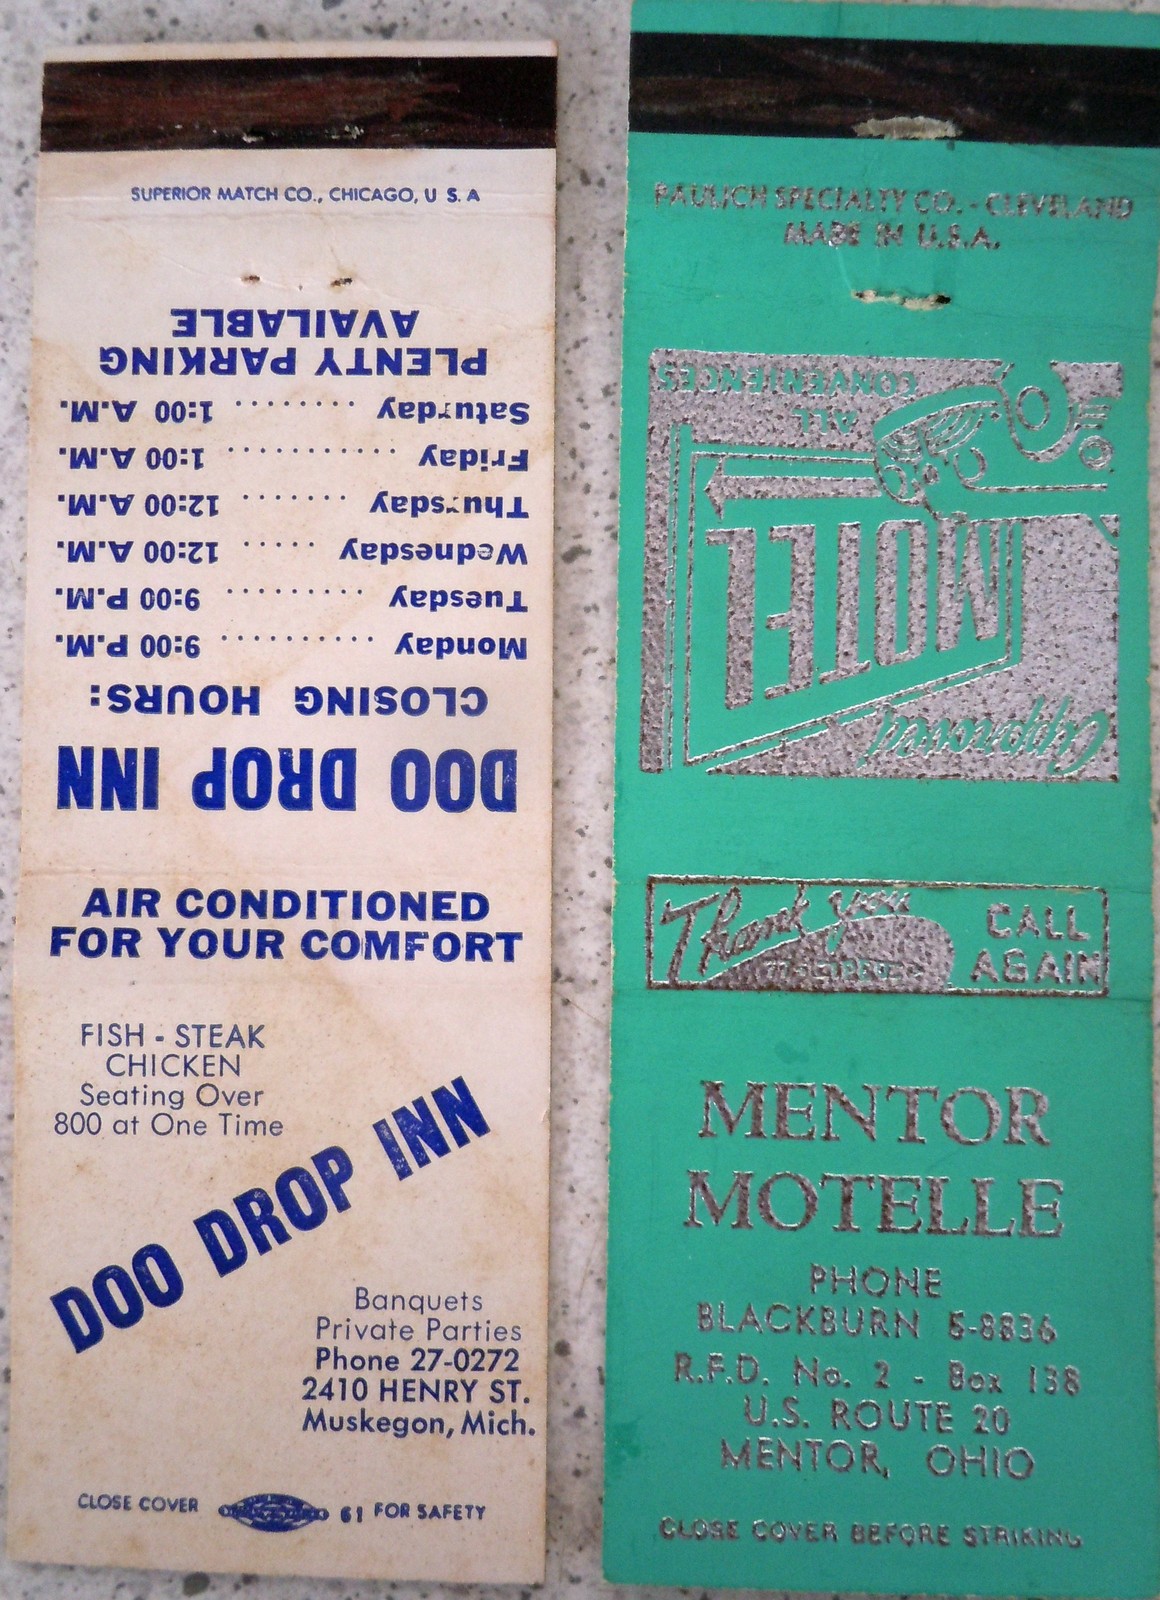 SUPERIOR MATCH CO., CHICAGO, U S. A
DOO DROP INN
CLOSING HOURS:
Monday .......... 9:00 P.M.
Tuesday ......... 9:00 P.M.
Wednesday ..... 12:00 A.M.
Thursday ....... 12:00 A.M.
Friday ........... 1:00 A.M.
Saturday ........ 1:00 A.M.
PLENTY PARKING
AVAILABLE
AIR CONDITIONED
FOR YOUR COMFORT
FISH - STEAK
CHICKEN
Seating Over
800 at One Time
DOO DROP INN
Banquets
Private Parties
Phone 27-0272
2410 HENRY ST.
Muskegon, Mich.
CLOSE COVER 61 FOR SAFETY
PAULICH SPECIALTY CO. - CLEVELAND
MADE IN U.S.A.
Approved
MOTEL
ALL
CONVENIENCES
Thank you
CALL
AGAIN
MENTOR
MOTELLE
PHONE
BLACKBURN 5-8836
R.F.D. No. 2 - Box 138
U.S. ROUTE 20
MENTOR, OHIO
CLOSE COVER BEFORE STRIKING